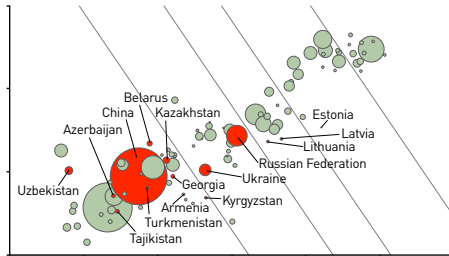 Belarus
China
Kazakhstan
Azerbaijan
Estonia
Latvia
Lithuania
Russian Federation
Uzbekistan
Georgia
Ukraine
Armenia
Kyrgyzstan
Turkmenistan
Tajikistan